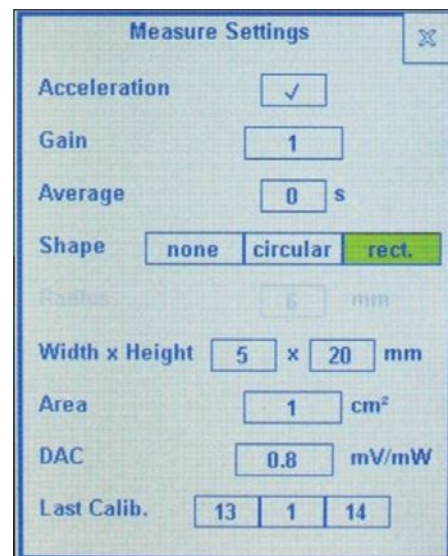 Measure Settings
Acceleration ✓
Gain 1
Average 0 s
Shape none circular rect.
Radius 6 mm
Width x Height 5 x 20 mm
Area 1 cm²
DAC 0.8 mV/mW
Last Calib. 13 1 14